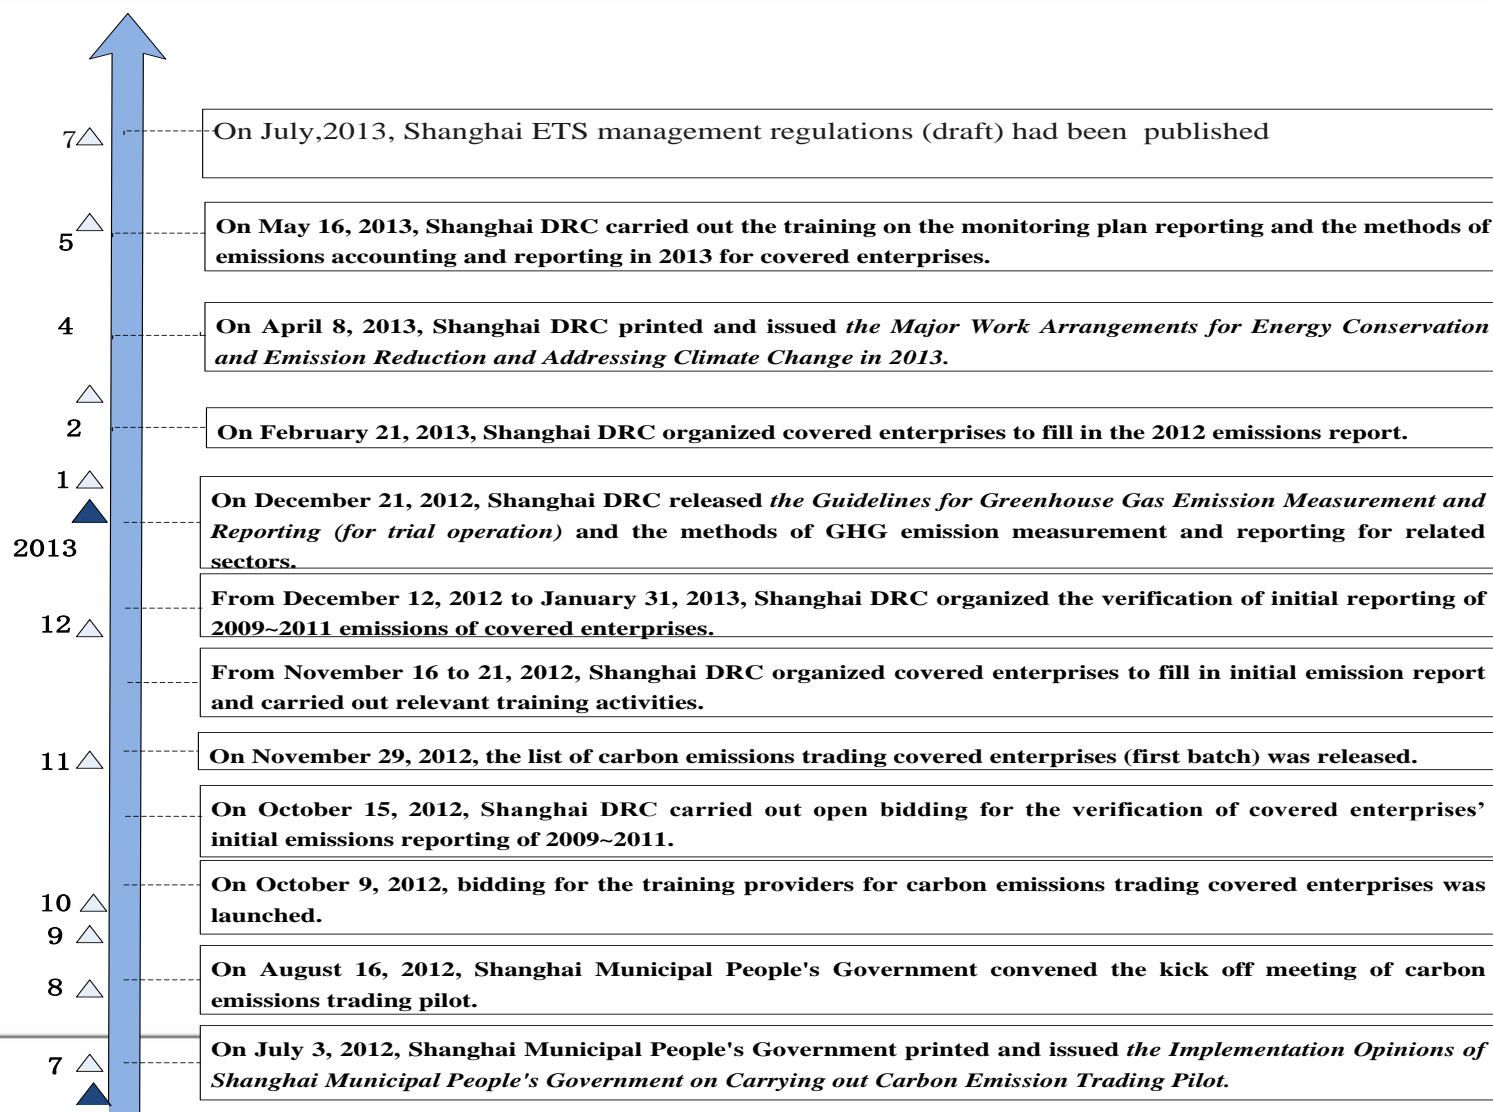 7
On July,2013, Shanghai ETS management regulations (draft) had been published
5
On May 16, 2013, Shanghai DRC carried out the training on the monitoring plan reporting and the methods of
emissions accounting and reporting in 2013 for covered enterprises.
4
On April 8, 2013, Shanghai DRC printed and issued the Major Work Arrangements for Energy Conservation
and Emission Reduction and Addressing Climate Change in 2013.
2
On February 21, 2013, Shanghai DRC organized covered enterprises to fill in the 2012 emissions report.
1
2013
On December 21, 2012, Shanghai DRC released the Guidelines for Greenhouse Gas Emission Measurement and
Reporting (for trial operation) and the methods of GHG emission measurement and reporting for related
sectors.
12
From December 12, 2012 to January 31, 2013, Shanghai DRC organized the verification of initial reporting of
2009~2011 emissions of covered enterprises.
From November 16 to 21, 2012, Shanghai DRC organized covered enterprises to fill in initial emission report
and carried out relevant training activities.
11
On November 29, 2012, the list of carbon emissions trading covered enterprises (first batch) was released.
On October 15, 2012, Shanghai DRC carried out open bidding for the verification of covered enterprises’
initial emissions reporting of 2009~2011.
10
On October 9, 2012, bidding for the training providers for carbon emissions trading covered enterprises was
launched.
9
8
On August 16, 2012, Shanghai Municipal People's Government convened the kick off meeting of carbon
emissions trading pilot.
7
On July 3, 2012, Shanghai Municipal People's Government printed and issued the Implementation Opinions of
Shanghai Municipal People's Government on Carrying out Carbon Emission Trading Pilot.